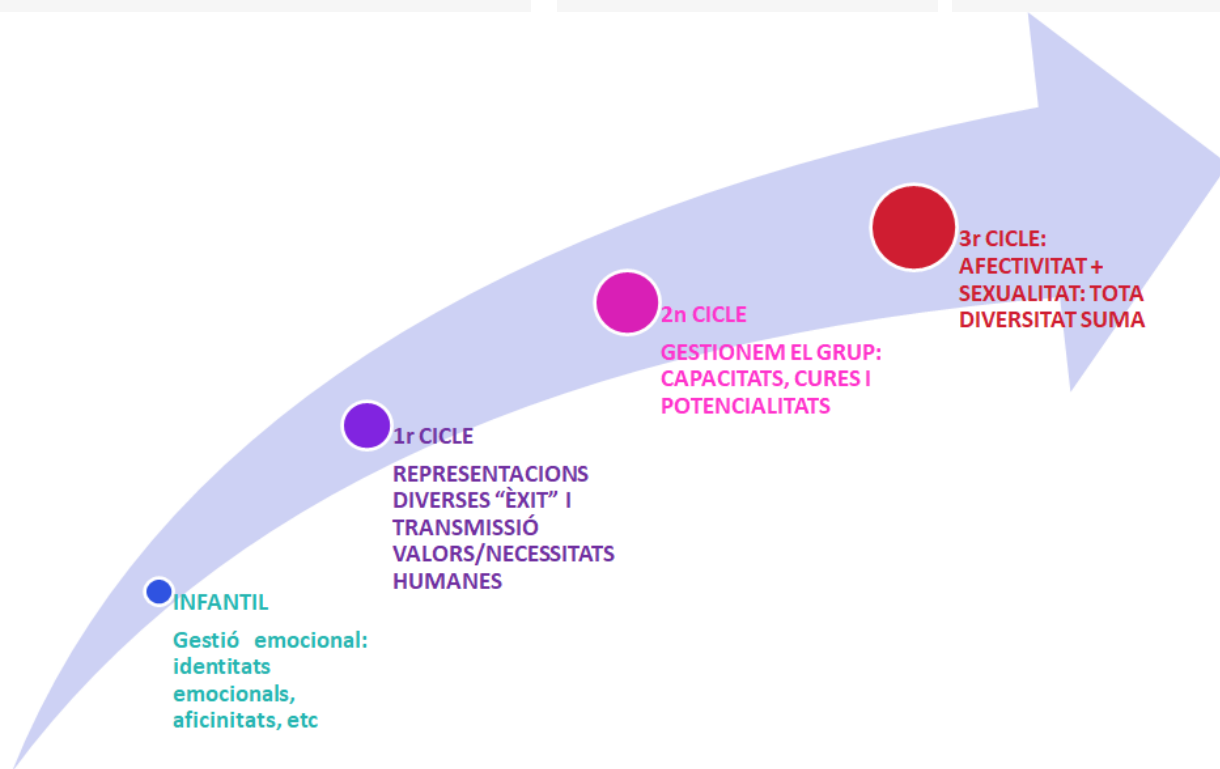 INFANTIL
Gestió emocional:
identitats
emocionals,
aficinitats, etc
1r CICLE
REPRESENTACIONS
DIVERSES “ÈXIT” I
TRANSMISSIÓ
VALORS/NECESSITATS
HUMANES
2n CICLE
GESTIONEM EL GRUP:
CAPACITATS, CURES I
POTENCIALITATS
3r CICLE:
AFECTIVITAT +
SEXUALITAT: TOTA
DIVERSITAT SUMA